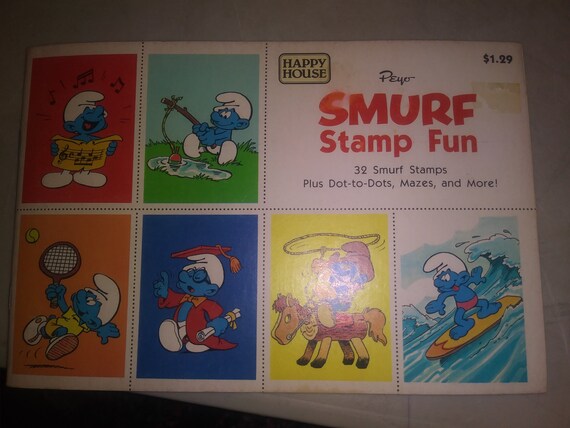 HAPPY
HOUSE
$1.29
Peyo
SMURF
Stamp Fun
32 Smurf Stamps
Plus Dot-to-Dots, Mazes, and More!